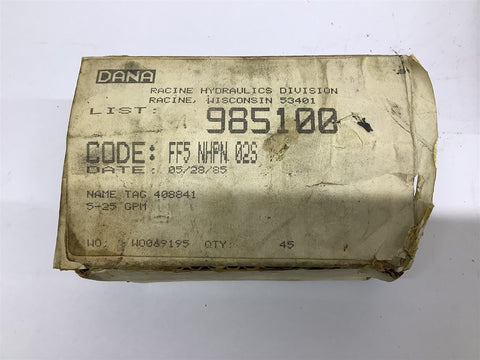 DANA
RACINE HYDRAULICS DIVISION
RACINE, WISCONSIN 53401
LIST: 985100
CODE: FF5 NHPN 02S
DATE: 05/28/85
NAME TAG 408841
5-25 GPM
WO: WO069195 QTY: 45